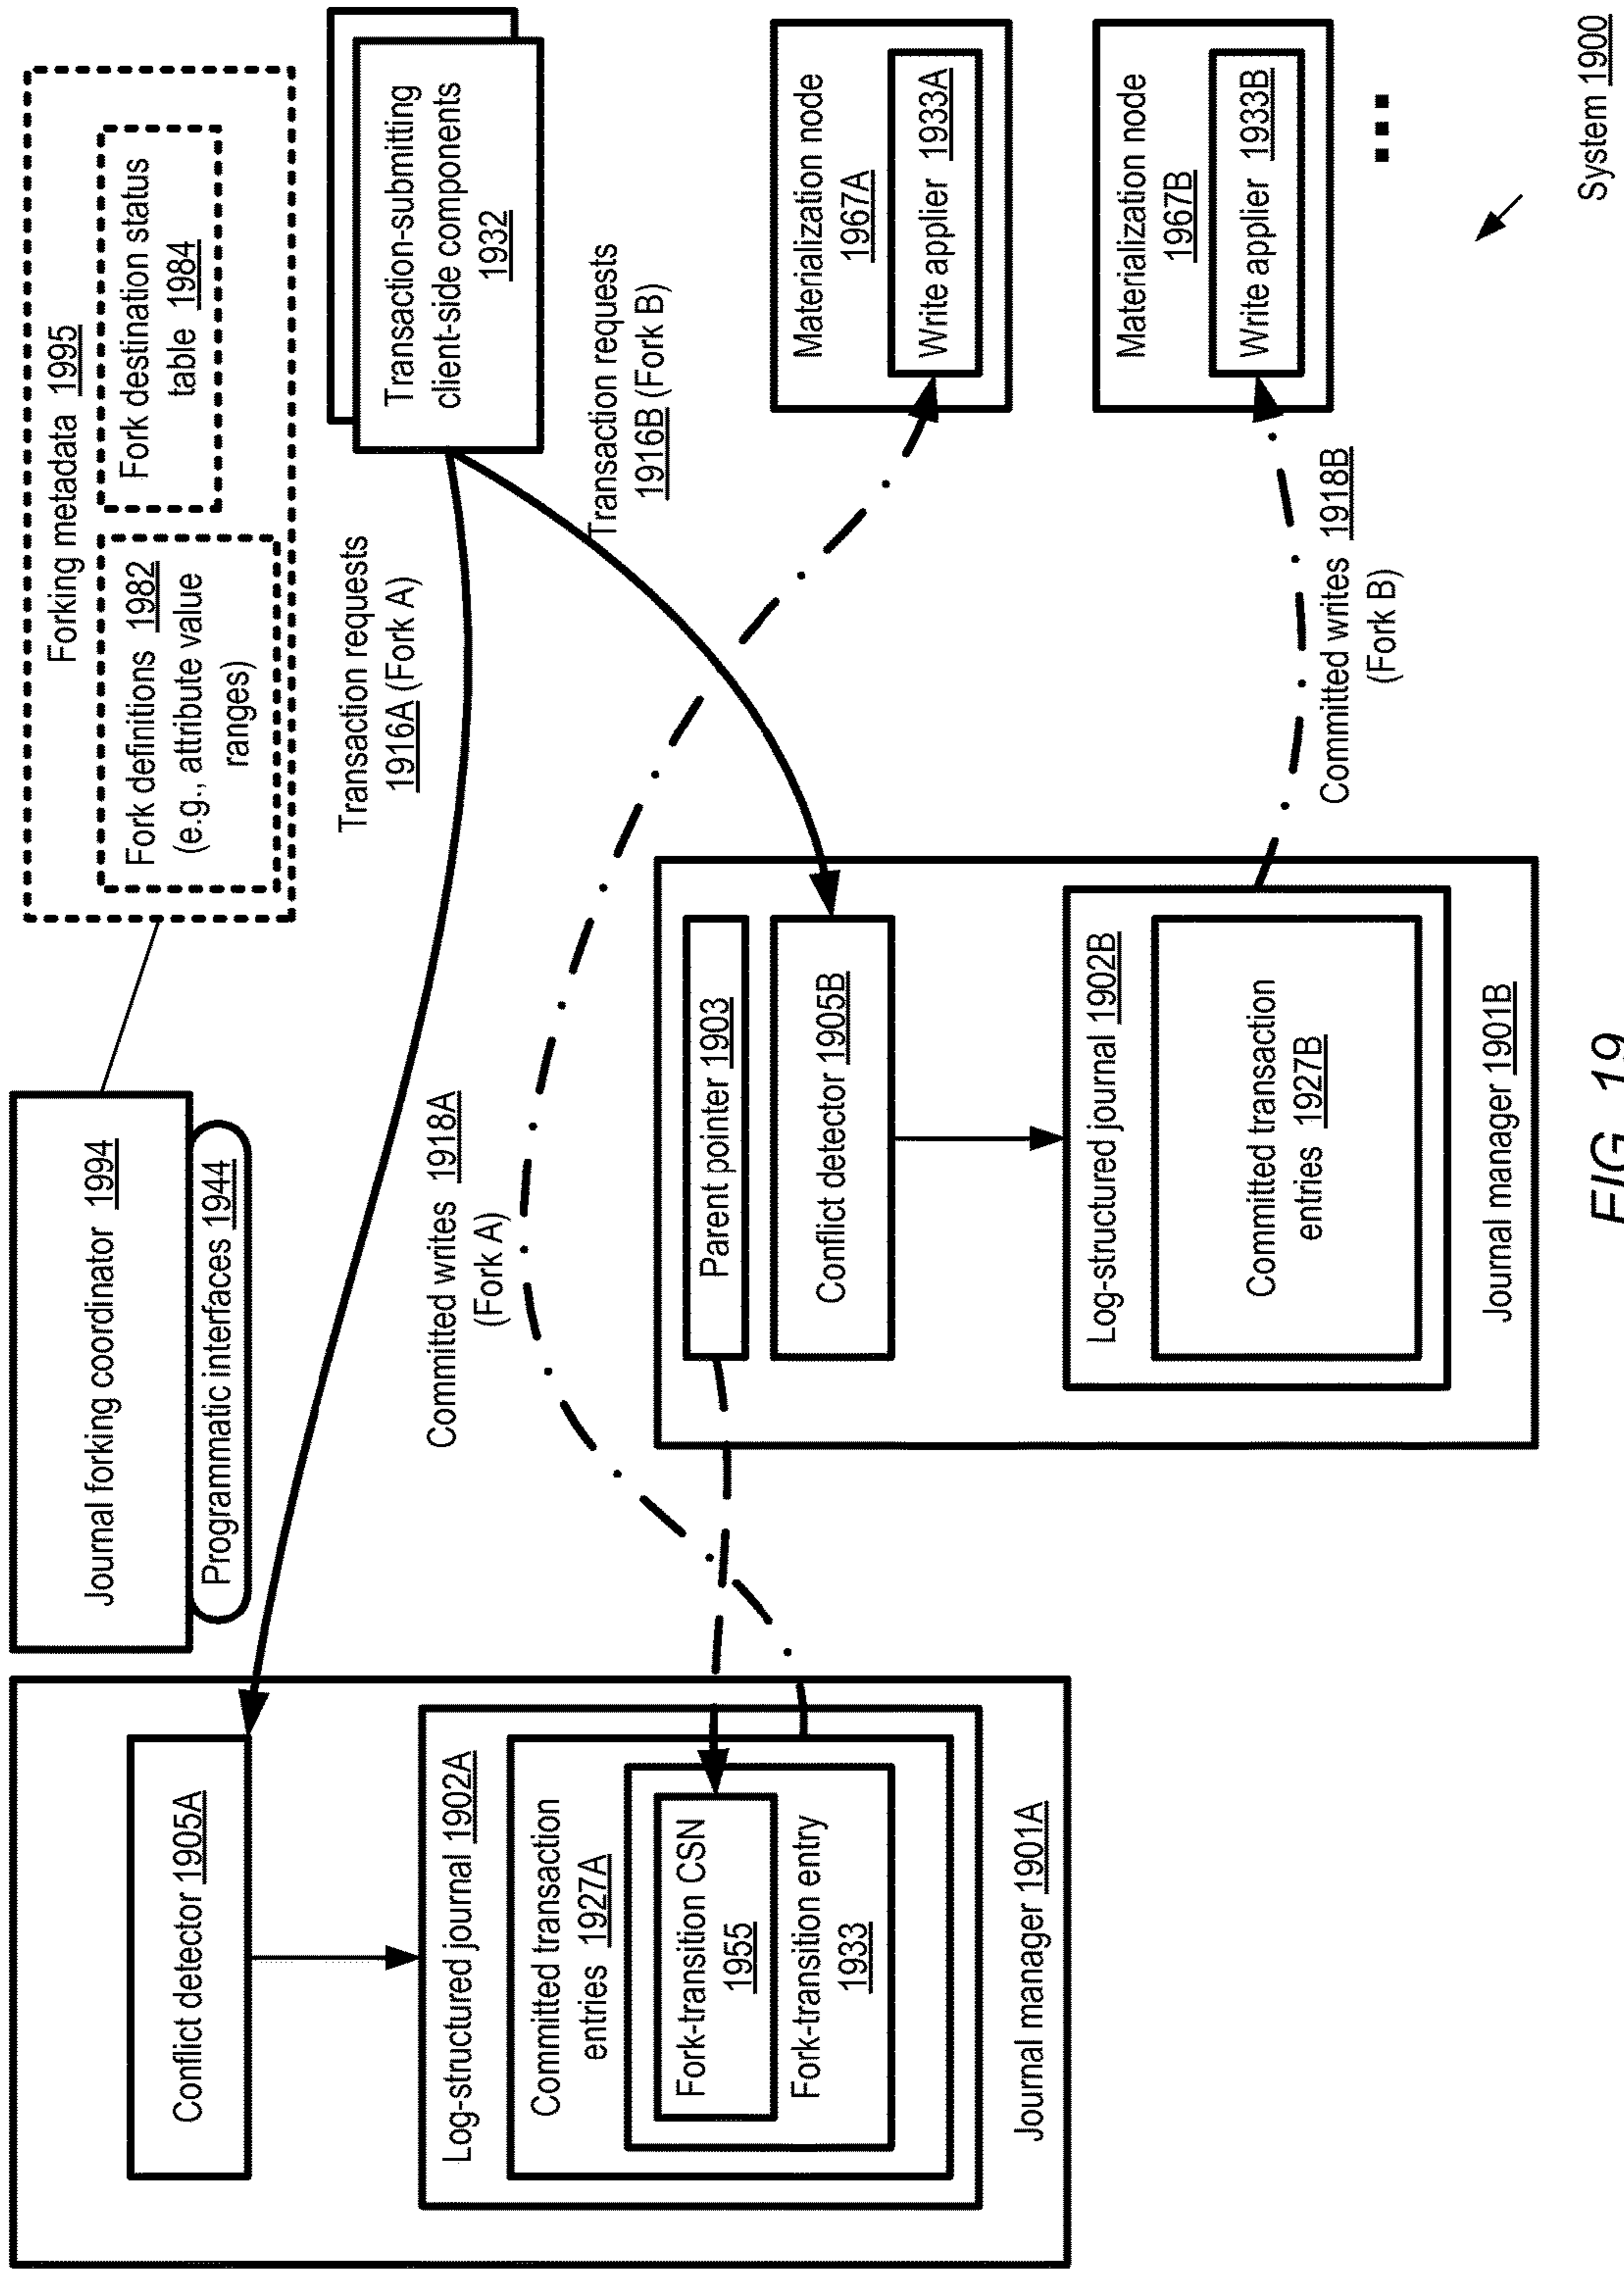 Journal forking coordinator 1994
Programmatic interfaces 1944
Forking metadata 1995
Fork definitions 1982
(e.g., attribute value
ranges)
Fork destination status
table 1984
Transaction-submitting
client-side components
1932
Transaction requests
1916A (Fork A)
Transaction requests
1916B (Fork B)
Conflict detector 1905A
Log-structured journal 1902A
Committed transaction
entries 1927A
Fork-transition CSN
1955
Fork-transition entry
1933
Journal manager 1901A
Committed writes 1918A
(Fork A)
Parent pointer 1903
Conflict detector 1905B
Log-structured journal 1902B
Committed transaction
entries 1927B
Journal manager 1901B
Committed writes 1918B
(Fork B)
Materialization node
1967A
Write applier 1933A
Materialization node
1967B
Write applier 1933B
System 1900
FIG. 19